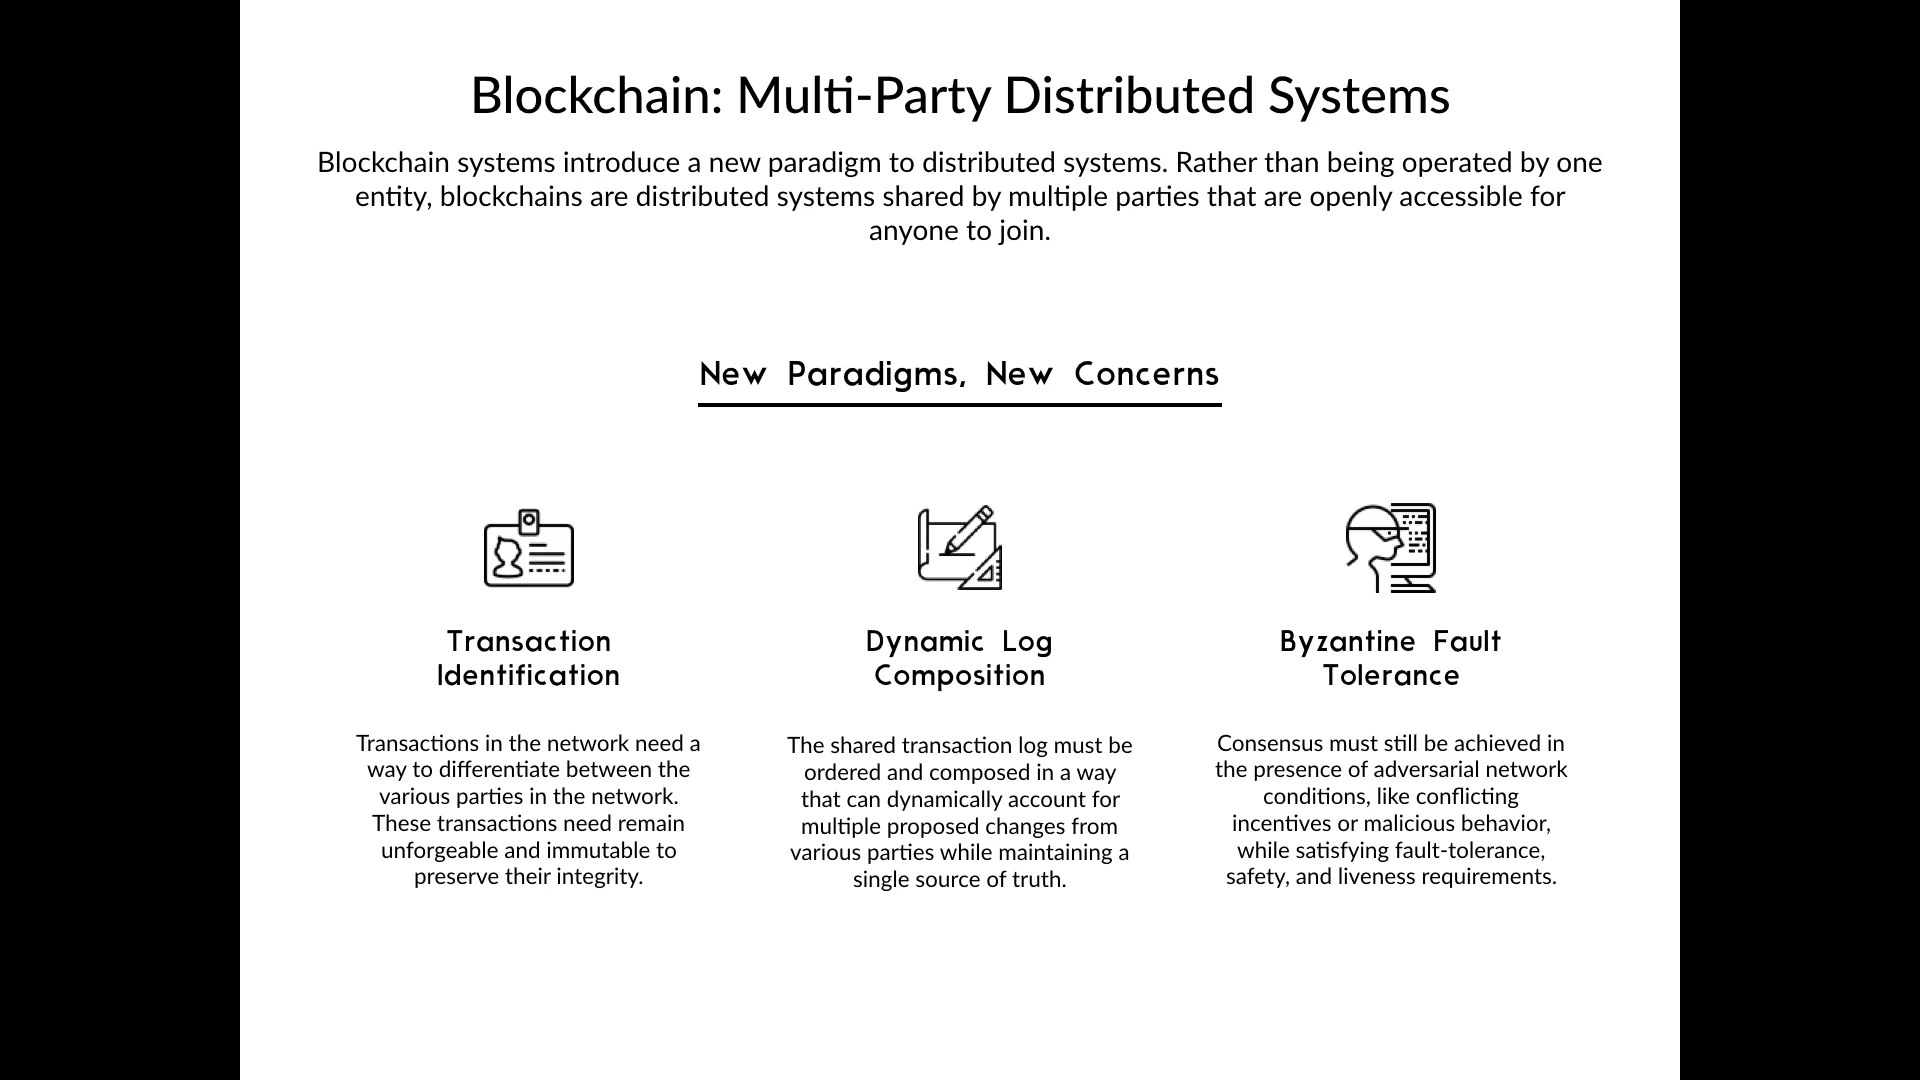 Blockchain: Multi-Party Distributed Systems
Blockchain systems introduce a new paradigm to distributed systems. Rather than being operated by one
entity, blockchains are distributed systems shared by multiple parties that are openly accessible for
anyone to join.
New Paradigms, New Concerns
Transaction
Identification
Transactions in the network need a
way to differentiate between the
various parties in the network.
These transactions need remain
unforgeable and immutable to
preserve their integrity.
Dynamic Log
Composition
The shared transaction log must be
ordered and composed in a way
that can dynamically account for
multiple proposed changes from
various parties while maintaining a
single source of truth.
Byzantine Fault
Tolerance
Consensus must still be achieved in
the presence of adversarial network
conditions, like conflicting
incentives or malicious behavior,
while satisfying fault-tolerance,
safety, and liveness requirements.